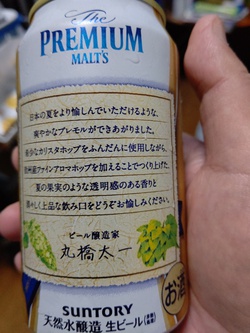 The
PREMIUM
MALT'S
日本の夏をより愉しんでいただけるような、
爽やかなプレモルができあがりました。
希少なカリスタホップをふんだんに使用しながら、
欧州産ファインアロマホップを加えることでつくり上げた、
夏の果実のような透明感のある香りと
軽やかで上品な飲み口をどうぞお愉しみください。
ビール醸造家
丸橋太一
お酒
SUNTORY
天然水醸造 生ビール